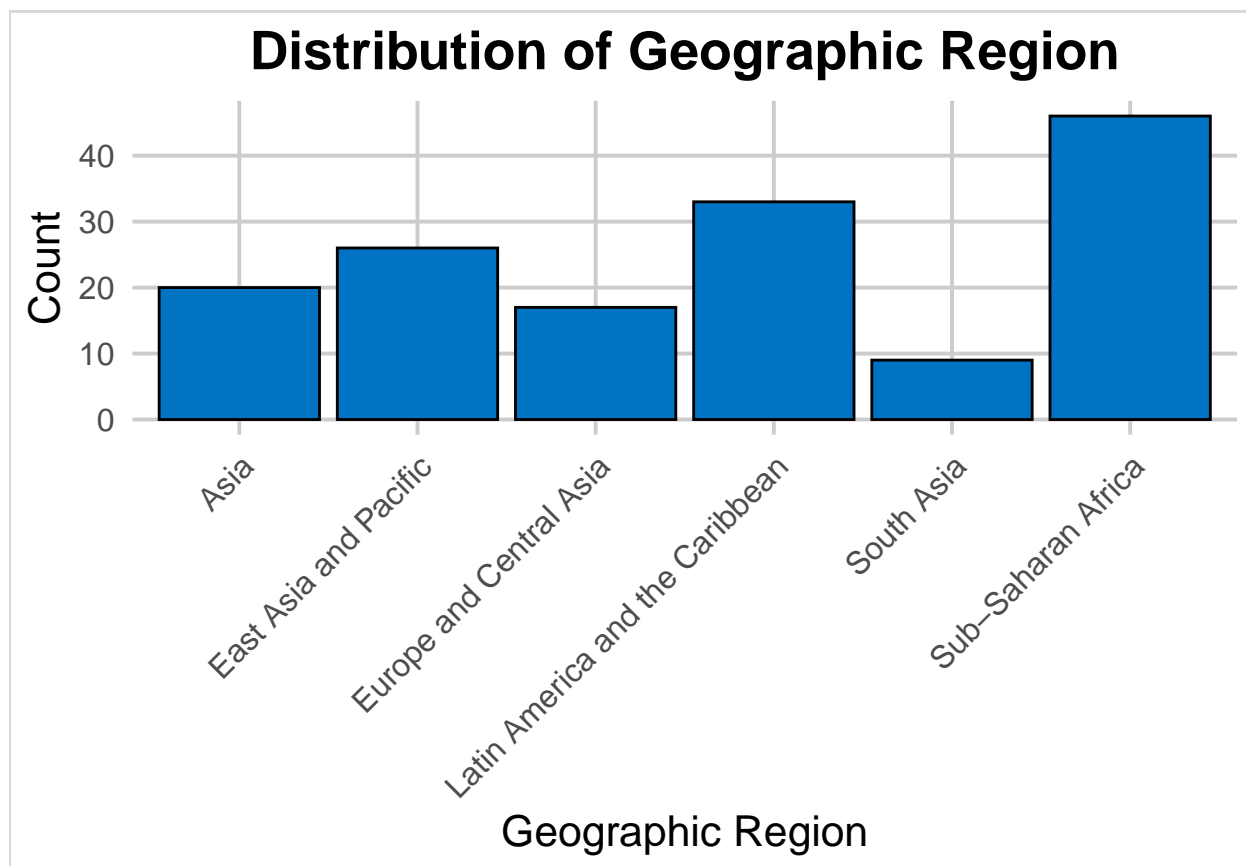 Distribution of Geographic Region
Count
40
30
20
10
0
Asia
East Asia and Pacific
Europe and Central Asia
Latin America and the Caribbean
South Asia
Sub−Saharan Africa
Geographic Region